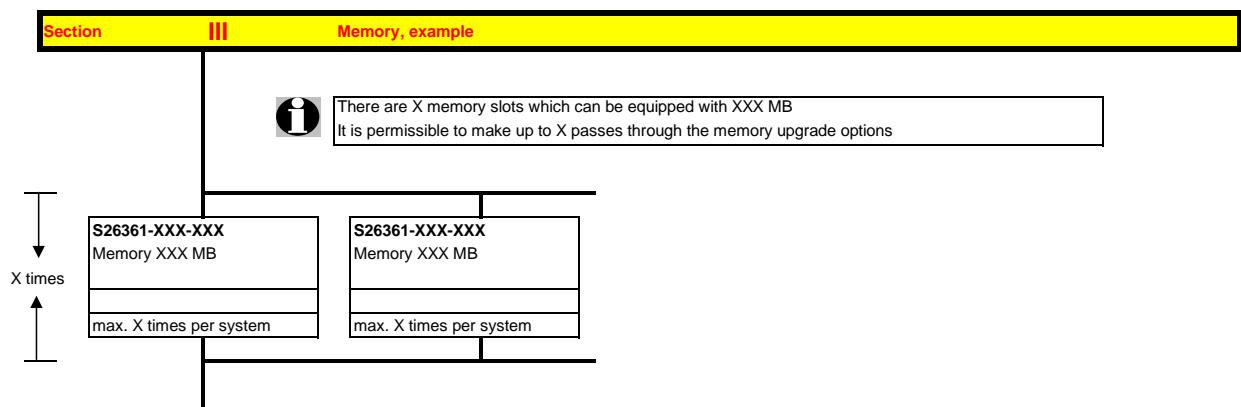 Section III Memory, example
There are X memory slots which can be equipped with XXX MB
It is permissible to make up to X passes through the memory upgrade options
S26361-XXX-XXX
Memory XXX MB
max. X times per system
S26361-XXX-XXX
Memory XXX MB
max. X times per system
X times